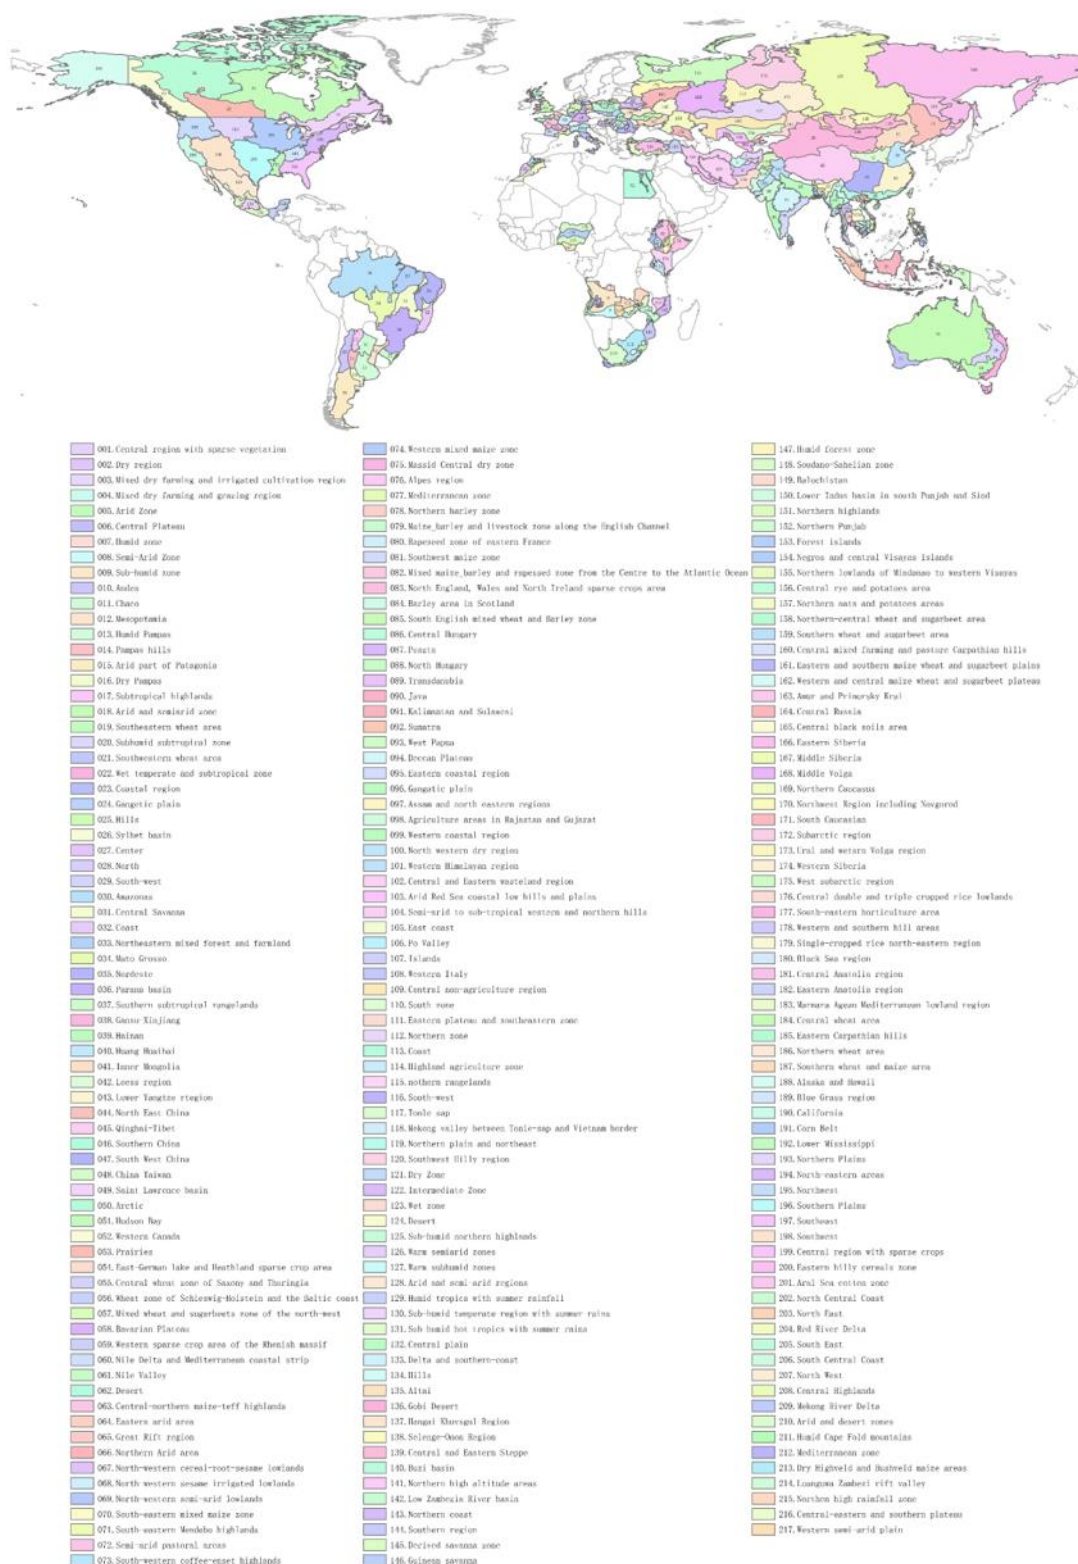 001.Central region with sparse vegetation
002.Dry region
003.Mixed dry farming and irrigated cultivation region
004.Mixed dry farming and grazing region
005.Arid Zone
006.Central Plateau
007.Humid zone
008.Semi-Arid Zone
009.Sub-humid zone
010.Andes
011.Chaco
012.Mesopotamia
013.Humid Pampas
014.Pampas hills
015.Arid part of Patagonia
016.Dry Pampas
017.Subtropical highlands
018.Arid and semiarid zone
019.Southeastern wheat area
020.Subhumid subtropical zone
021.Southwestern wheat area
022.Wet temperate and subtropical zone
023.Coastal region
024.Gangetic plain
025.Hills
026.Sylhet basin
027.Center
028.North
029.South-west
030.Amazonas
031.Central Savanna
032.Coast
033.Northeastern mixed forest and farmland
034.Mato Grosso
035.Nordeste
036.Parana basin
037.Southern subtropical rangelands
038.Gansu-Xinjiang
039.Hainan
040.Huang Huaihai
041.Inner Mongolia
042.Loess region
043.Lower Yangtze rtegion
044.North East China
045.Qinghai-Tibet
046.Southern China
047.South West China
048.China Taiwan
049.Saint Lawrence basin
050.Arctic
051.Hudson Bay
052.Western Canada
053.Prairies
054.East-German lake and Heathland sparse crop area
055.Central wheat zone of Saxony and Thuringia
056.Wheat zone of Schleswig-Holstein and the Baltic coast
057.Mixed wheat and sugarbeets zone of the north-west
058.Bavarian Plateau
059.Western sparse crop area of the Rhenish massif
060.Nile Delta and Mediterranean coastal strip
061.Nile Valley
062.Desert
063.Central-northern maize-teff highlands
064.Eastern arid area
065.Great Rift region
066.Northern Arid area
067.North-western cereal-root-sesame lowlands
068.North western sesame irrigated lowlands
069.North-western semi-arid lowlands
070.South-eastern mixed maize zone
071.South-eastern Mendebo highlands
072.Semi-arid pastoral areas
073.South-western coffee-enset highlands
074.Western mixed maize zone
075.Massid Central dry zone
076.Alpes region
077.Mediterranean zone
078.Northern barley zone
079.Maize_barley and livestock zone along the English Channel
080.Rapeseed zone of eastern France
081.Southwest maize zone
082.Mixed maize_barley and rapessed zone from the Centre to the Atlantic Ocean
083.North England, Wales and North Ireland sparse crops area
084.Barley area in Scotland
085.South English mixed wheat and Barley zone
086.Central Hungary
087.Puszta
088.North Hungary
089.Transdanubia
090.Java
091.Kalimantan and Sulawesi
092.Sumatra
093.West Papua
094.Deccan Plateau
095.Eastern coastal region
096.Gangatic plain
097.Assam and north eastern regions
098.Agriculture areas in Rajastan and Gujarat
099.Western coastal region
100.North western dry region
101.Western Himalayan region
102.Central and Eastern wasteland region
103.Arid Red Sea coastal low hills and plains
104.Semi-arid to sub-tropical western and northern hills
105.East coast
106.Po Valley
107.Islands
108.Western Italy
109.Central non-agriculture region
110.South zone
111.Eastern plateau and southeastern zone
112.Northern zone
113.Coast
114.Highland agriculture zone
115.nothern rangelands
116.South-west
117.Tonle sap
118.Mekong valley between Tonle-sap and Vietnam border
119.Northern plain and northeast
120.Southwest Hilly region
121.Dry Zone
122.Intermediate Zone
123.Wet zone
124.Desert
125.Sub-humid northern highlands
126.Warm semiarid zones
127.Warm subhumid zones
128.Arid and semi-arid regions
129.Humid tropics with summer rainfall
130.Sub-humid temperate region with summer rains
131.Sub humid hot tropics with summer rains
132.Central plain
133.Delta and southern-coast
134.Hills
135.Altai
136.Gobi Desert
137.Hangai Khuvsgul Region
138.Selenge-Onon Region
139.Central and Eastern Steppe
140.Buzi basin
141.Northern high altitude areas
142.Low Zambezia River basin
143.Northern coast
144.Southern region
145.Derived savanna zone
146.Guinean savanna
147.Humid forest zone
148.Soudano-Sahelian zone
149.Balochistan
150.Lower Indus basin in south Punjab and Sind
151.Northern highlands
152.Northern Punjab
153.Forest islands
154.Negros and central Visayas Islands
155.Northern lowlands of Mindanao to western Visayas
156.Central rye and potatoes area
157.Northern oats and potatoes areas
158.Northern-central wheat and sugarbeet area
159.Southern wheat and sugarbeet area
160.Central mixed farming and pasture Carpathian hills
161.Eastern and southern maize wheat and sugarbeet plains
162.Western and central maize wheat and sugarbeet plateau
163.Amur and Primorsky Krai
164.Central Russia
165.Central black soils area
166.Eastern Siberia
167.Middle Siberia
168.Middle Volga
169.Northern Caucasus
170.Northwest Region including Novgorod
171.South Caucasian
172.Subarctic region
173.Ural and wetern Volga region
174.Western Siberia
175.West subarctic region
176.Central double and triple cropped rice lowlands
177.South-eastern horticulture area
178.Western and southern hill areas
179.Single-cropped rice north-eastern region
180.Black Sea region
181.Central Anatolia region
182.Eastern Anatolis region
183.Marmara Agean Mediterranean lowland region
184.Central wheat area
185.Eastern Carpathian hills
186.Northern wheat area
187.Southern wheat and maize area
188.Alaska and Hawaii
189.Blue Grass region
190.California
191.Corn Belt
192.Lower Mississippi
193.Northern Plains
194.North-eastern areas
195.Northwest
196.Southern Plains
197.Southeast
198.Southwest
199.Central region with sparse crops
200.Eastern hilly cereals zone
201.Aral Sea cotton zone
202.North Central Coast
203.North East
204.Red River Delta
205.South East
206.South Central Coast
207.North West
208.Central Highlands
209.Mekong River Delta
210.Arid and desert zones
211.Humid Cape Fold mountains
212.Mediterranean zone
213.Dry Highveld and Bushveld maize areas
214.Luanguwa Zambezi rift valley
215.Northen high rainfall zone
216.Central-eastern and southern plateau
217.Western semi-arid plain